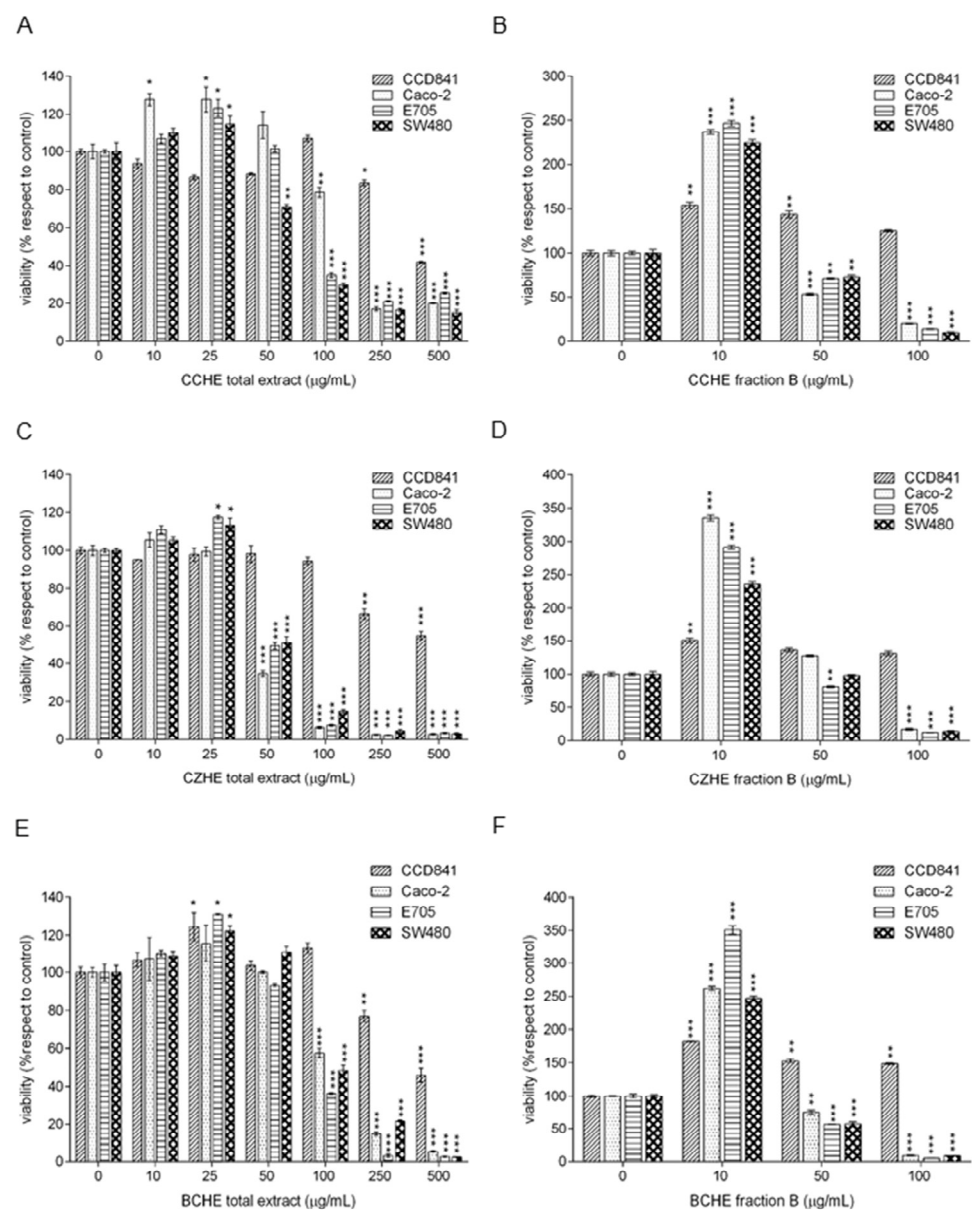 A
B
140
120
100
80
60
40
20
0
viability (% respect to control)
CCD841
Caco-2
E705
SW480
0 10 25 50 100 250 500
CCHE total extract (µg/mL)
300
250
200
150
100
50
0
viability (% respect to control)
CCD841
Caco-2
E705
SW480
0 10 50 100
CCHE fraction B (µg/mL)
C
D
140
120
100
80
60
40
20
0
viability (% respect to control)
CCD841
Caco-2
E705
SW480
0 10 25 50 100 250 500
CZHE total extract (µg/mL)
400
350
300
250
200
150
100
50
0
viability (% respect to control)
CCD841
Caco-2
E705
SW480
0 10 50 100
CZHE fraction B (µg/mL)
E
F
140
120
100
80
60
40
20
0
viability (%respect to control)
CCD841
Caco-2
E705
SW480
0 10 25 50 100 250 500
BCHE total extract (µg/mL)
400
350
300
250
200
150
100
50
0
viability (%respect to control)
CCD841
Caco-2
E705
SW480
0 10 50 100
BCHE fraction B (µg/mL)